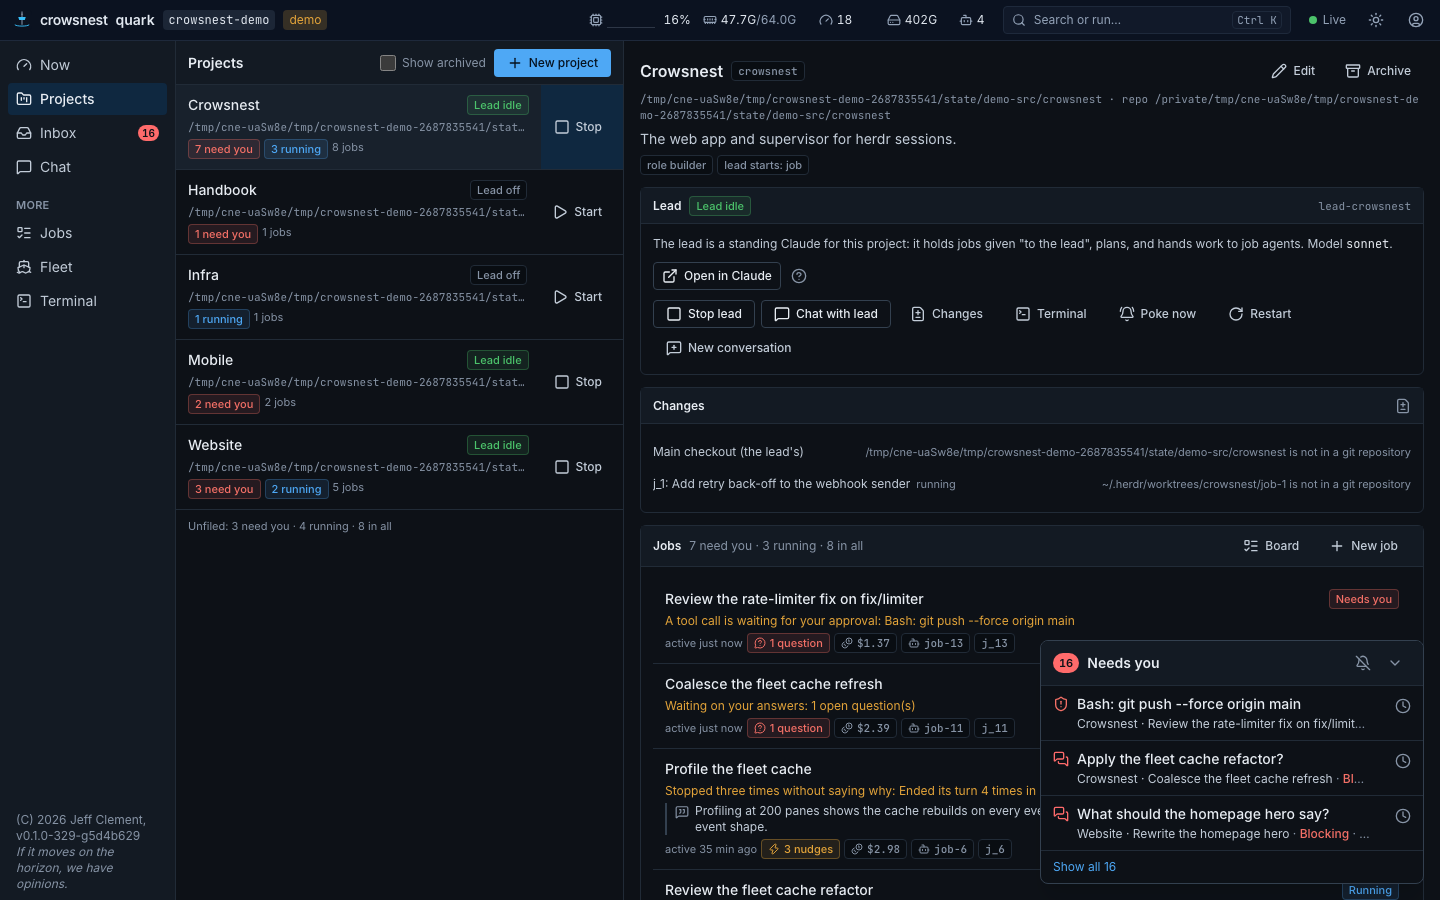 crowsnest quark crowsnest-demo demo 16% 47.7G/64.0G 18 402G 4 Search or run... Ctrl K Live
Now
Projects
Inbox 16
Chat
MORE
Jobs
Fleet
Terminal
(C) 2026 Jeff Clement,
v0.1.0-329-g5d4b629
If it moves on the
horizon, we have
opinions.
Projects Show archived New project
Crowsnest Lead idle
/tmp/cne-uaSw8e/tmp/crowsnest-demo-2687835541/stat…
7 need you 3 running 8 jobs
Stop
Handbook Lead off
/tmp/cne-uaSw8e/tmp/crowsnest-demo-2687835541/stat…
1 need you 1 jobs
Start
Infra Lead off
/tmp/cne-uaSw8e/tmp/crowsnest-demo-2687835541/stat…
1 running 1 jobs
Start
Mobile Lead idle
/tmp/cne-uaSw8e/tmp/crowsnest-demo-2687835541/stat…
2 need you 2 jobs
Stop
Website Lead idle
/tmp/cne-uaSw8e/tmp/crowsnest-demo-2687835541/stat…
3 need you 2 running 5 jobs
Stop
Unfiled: 3 need you · 4 running · 8 in all
Crowsnest crowsnest Edit Archive
/tmp/cne-uaSw8e/tmp/crowsnest-demo-2687835541/state/demo-src/crowsnest · repo /private/tmp/cne-uaSw8e/tmp/crowsnest-de
mo-2687835541/state/demo-src/crowsnest
The web app and supervisor for herdr sessions.
role builder lead starts: job
Lead Lead idle lead-crowsnest
The lead is a standing Claude for this project: it holds jobs given "to the lead", plans, and hands work to job agents. Model sonnet.
Open in Claude
Stop lead Chat with lead Changes Terminal Poke now Restart
New conversation
Changes
Main checkout (the lead's) /tmp/cne-uaSw8e/tmp/crowsnest-demo-2687835541/state/demo-src/crowsnest is not in a git repository
j_1: Add retry back-off to the webhook sender running ~/.herdr/worktrees/crowsnest/job-1 is not in a git repository
Jobs 7 need you · 3 running · 8 in all Board New job
Review the rate-limiter fix on fix/limiter Needs you
A tool call is waiting for your approval: Bash: git push --force origin main
active just now 1 question $1.37 job-13 j_13
Coalesce the fleet cache refresh
Waiting on your answers: 1 open question(s)
active just now 1 question $2.39 job-11 j_11
Profile the fleet cache
Stopped three times without saying why: Ended its turn 4 times in
Profiling at 200 panes shows the cache rebuilds on every eve
event shape.
active 35 min ago 3 nudges $2.98 job-6 j_6
Review the fleet cache refactor Running
16 Needs you
Bash: git push --force origin main
Crowsnest · Review the rate-limiter fix on fix/limit…
Apply the fleet cache refactor?
Crowsnest · Coalesce the fleet cache refresh · Bl…
What should the homepage hero say?
Website · Rewrite the homepage hero · Blocking · …
Show all 16